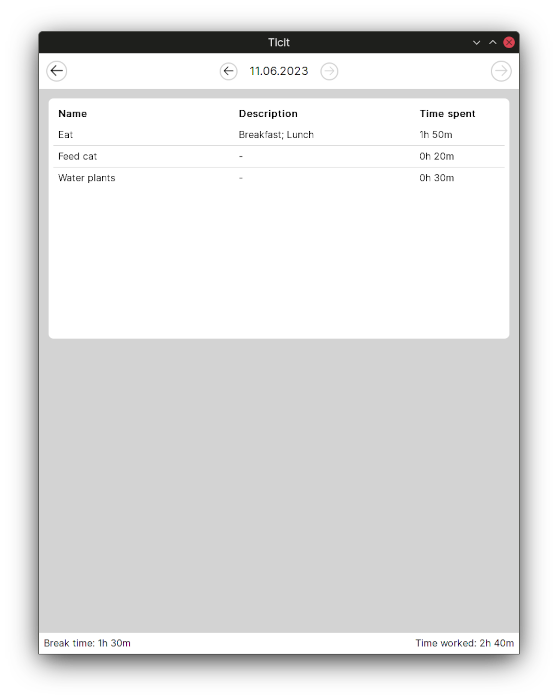 Ticit
11.06.2023
Name Description Time spent
Eat Breakfast; Lunch 1h 50m
Feed cat - 0h 20m
Water plants - 0h 30m
Break time: 1h 30m Time worked: 2h 40m